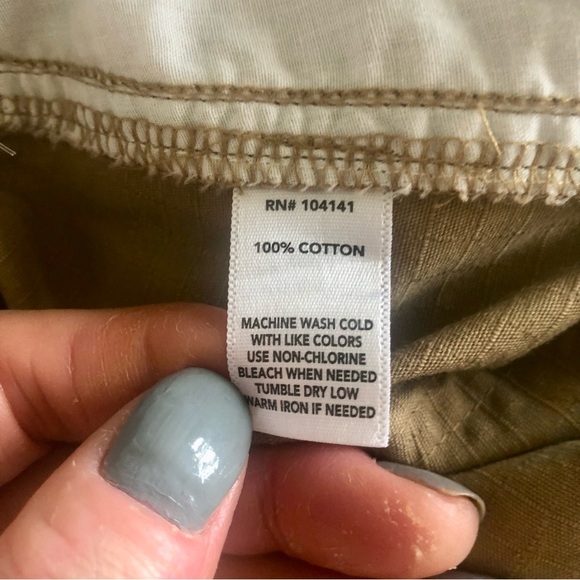 RN# 104141
100% COTTON
MACHINE WASH COLD
WITH LIKE COLORS
USE NON-CHLORINE
BLEACH WHEN NEEDED
TUMBLE DRY LOW
WARM IRON IF NEEDED